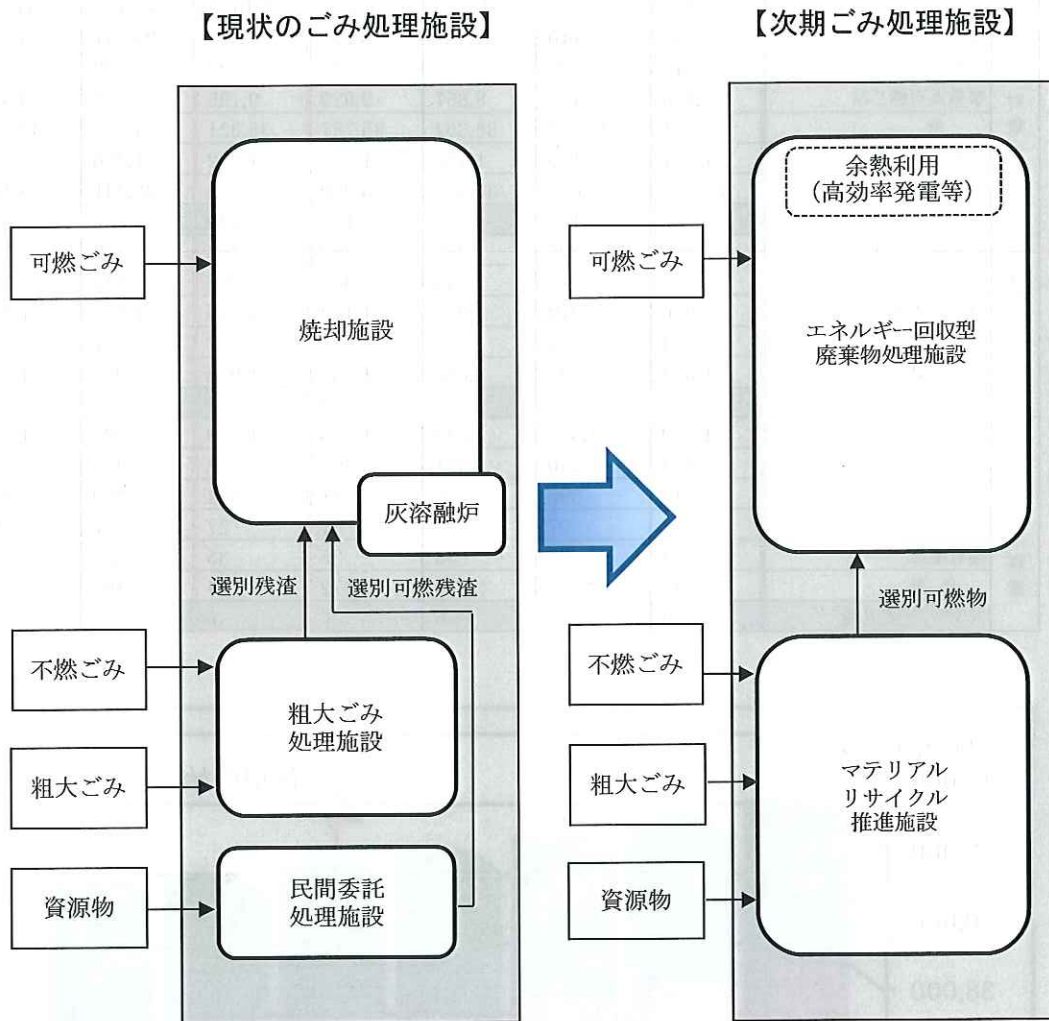 【現状のごみ処理施設】
可燃ごみ
焼却施設
灰溶融炉
選別残渣
選別可燃残渣
不燃ごみ
粗大ごみ
処理施設
粗大ごみ
資源物
民間委託
処理施設
【次期ごみ処理施設】
余熱利用
(高効率発電等)
可燃ごみ
エネルギー回収型
廃棄物処理施設
選別可燃物
不燃ごみ
粗大ごみ
マテリアル
リサイクル
推進施設
資源物
38,000